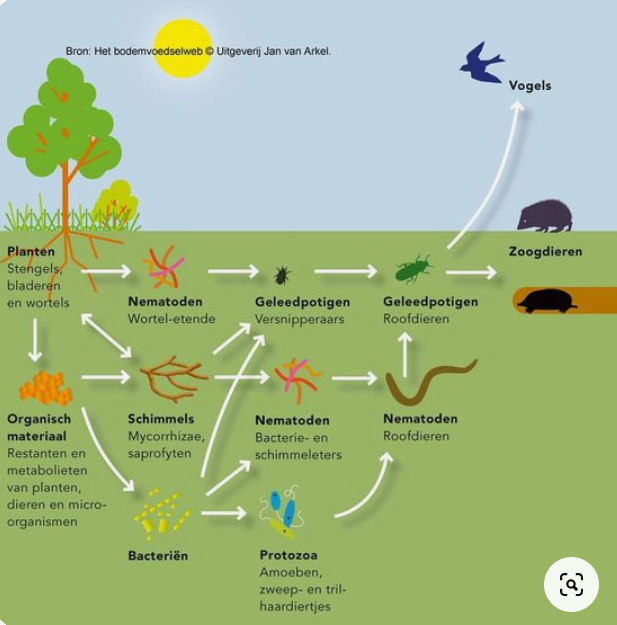 Bron: Het bodemvoedselweb © Uitgeverij Jan van Arkel.
Vogels
Planten
Stengels,
bladeren
en wortels
Zoogdieren
Nematoden
Wortel-etende
Geleedpotigen
Versnipperaars
Geleedpotigen
Roofdieren
Organisch
materiaal
Restanten en
metabolieten
van planten,
dieren en micro-
organismen
Schimmels
Mycorrhizae,
saprofyten
Nematoden
Bacterie- en
schimmeleters
Nematoden
Roofdieren
Bacteriën
Protozoa
Amoeben,
zweep- en tril-
haardiertjes